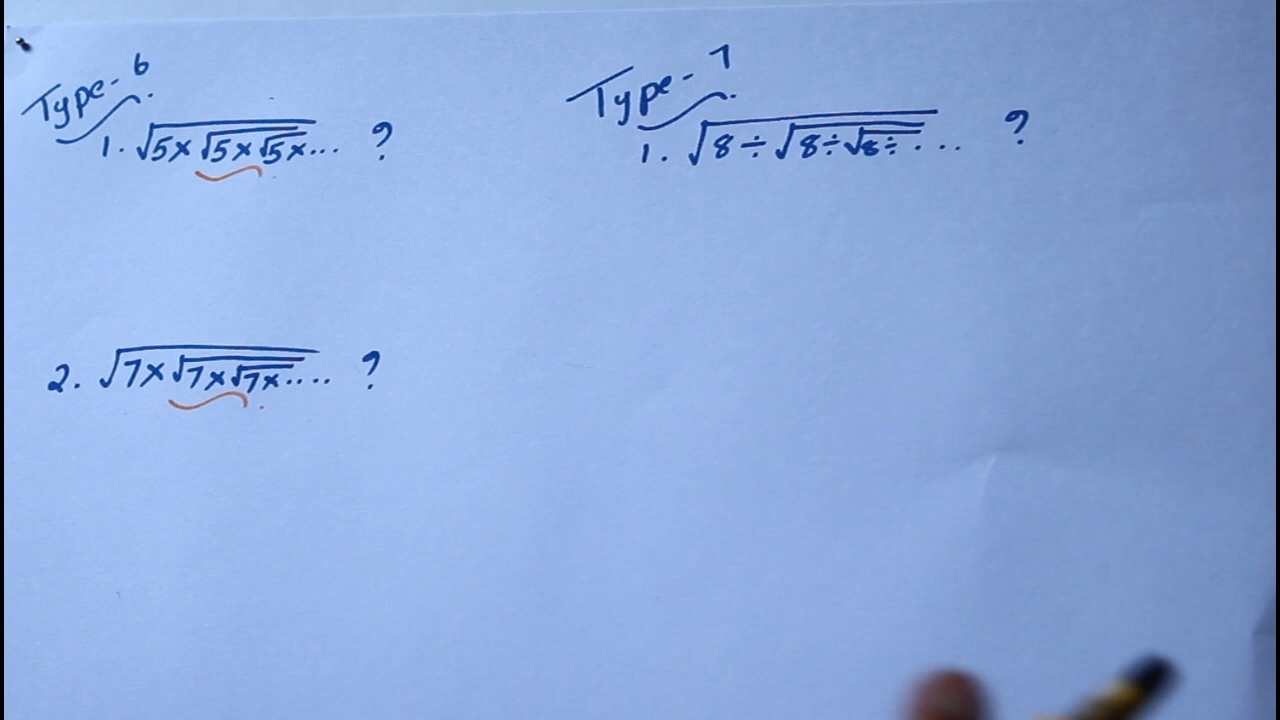 Type-6
1. √5×√5×√5×... ?
2. √7×√7×√7×.... ?
Type-7
1. √8÷√8÷√8÷... ?